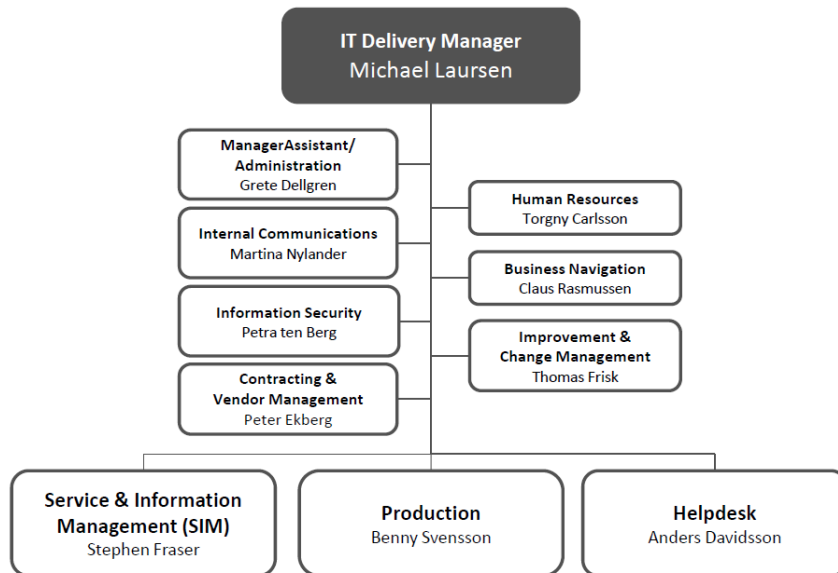 IT Delivery Manager
Michael Laursen
ManagerAssistant/
Administration
Grete Dellgren
Internal Communications
Martina Nylander
Information Security
Petra ten Berg
Contracting &
Vendor Management
Peter Ekberg
Human Resources
Torgny Carlsson
Business Navigation
Claus Rasmussen
Improvement &
Change Management
Thomas Frisk
Service & Information
Management (SIM)
Stephen Fraser
Production
Benny Svensson
Helpdesk
Anders Davidsson